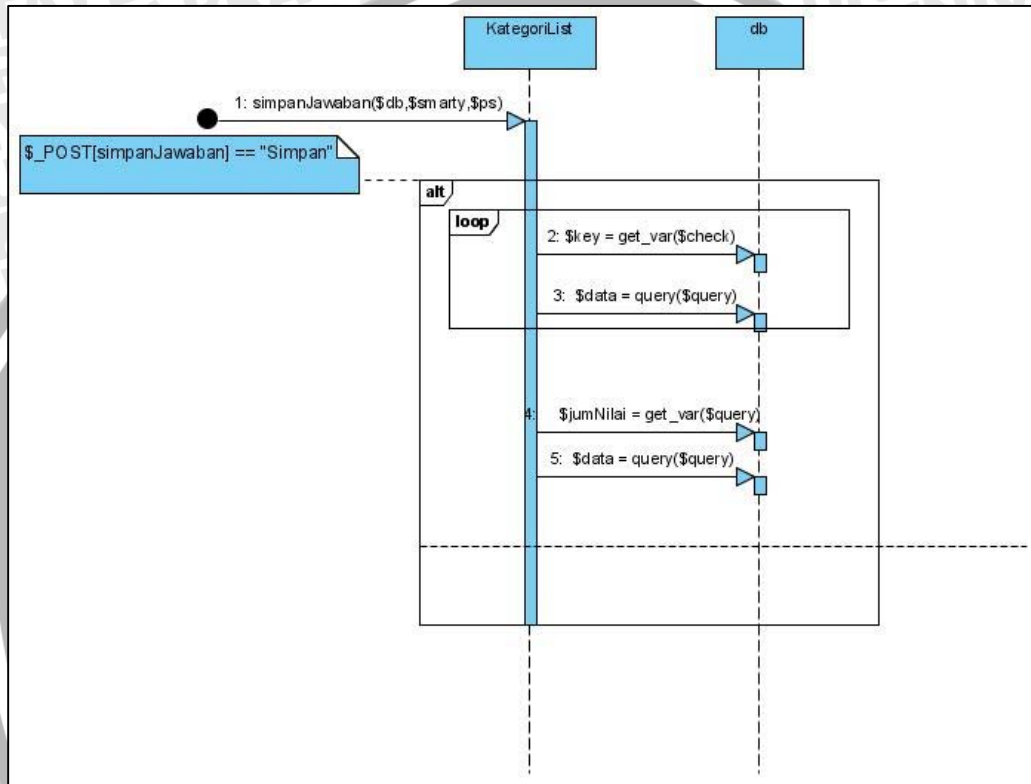 KategoriList
db
1: simpanJawaban($db,$smarty,$ps)
$_POST[simpanJawaban] == "Simpan"
alt
loop
2: $key = get_var($check)
3: $data = query($query)
4: $jumNilai = get_var($query)
5: $data = query($query)